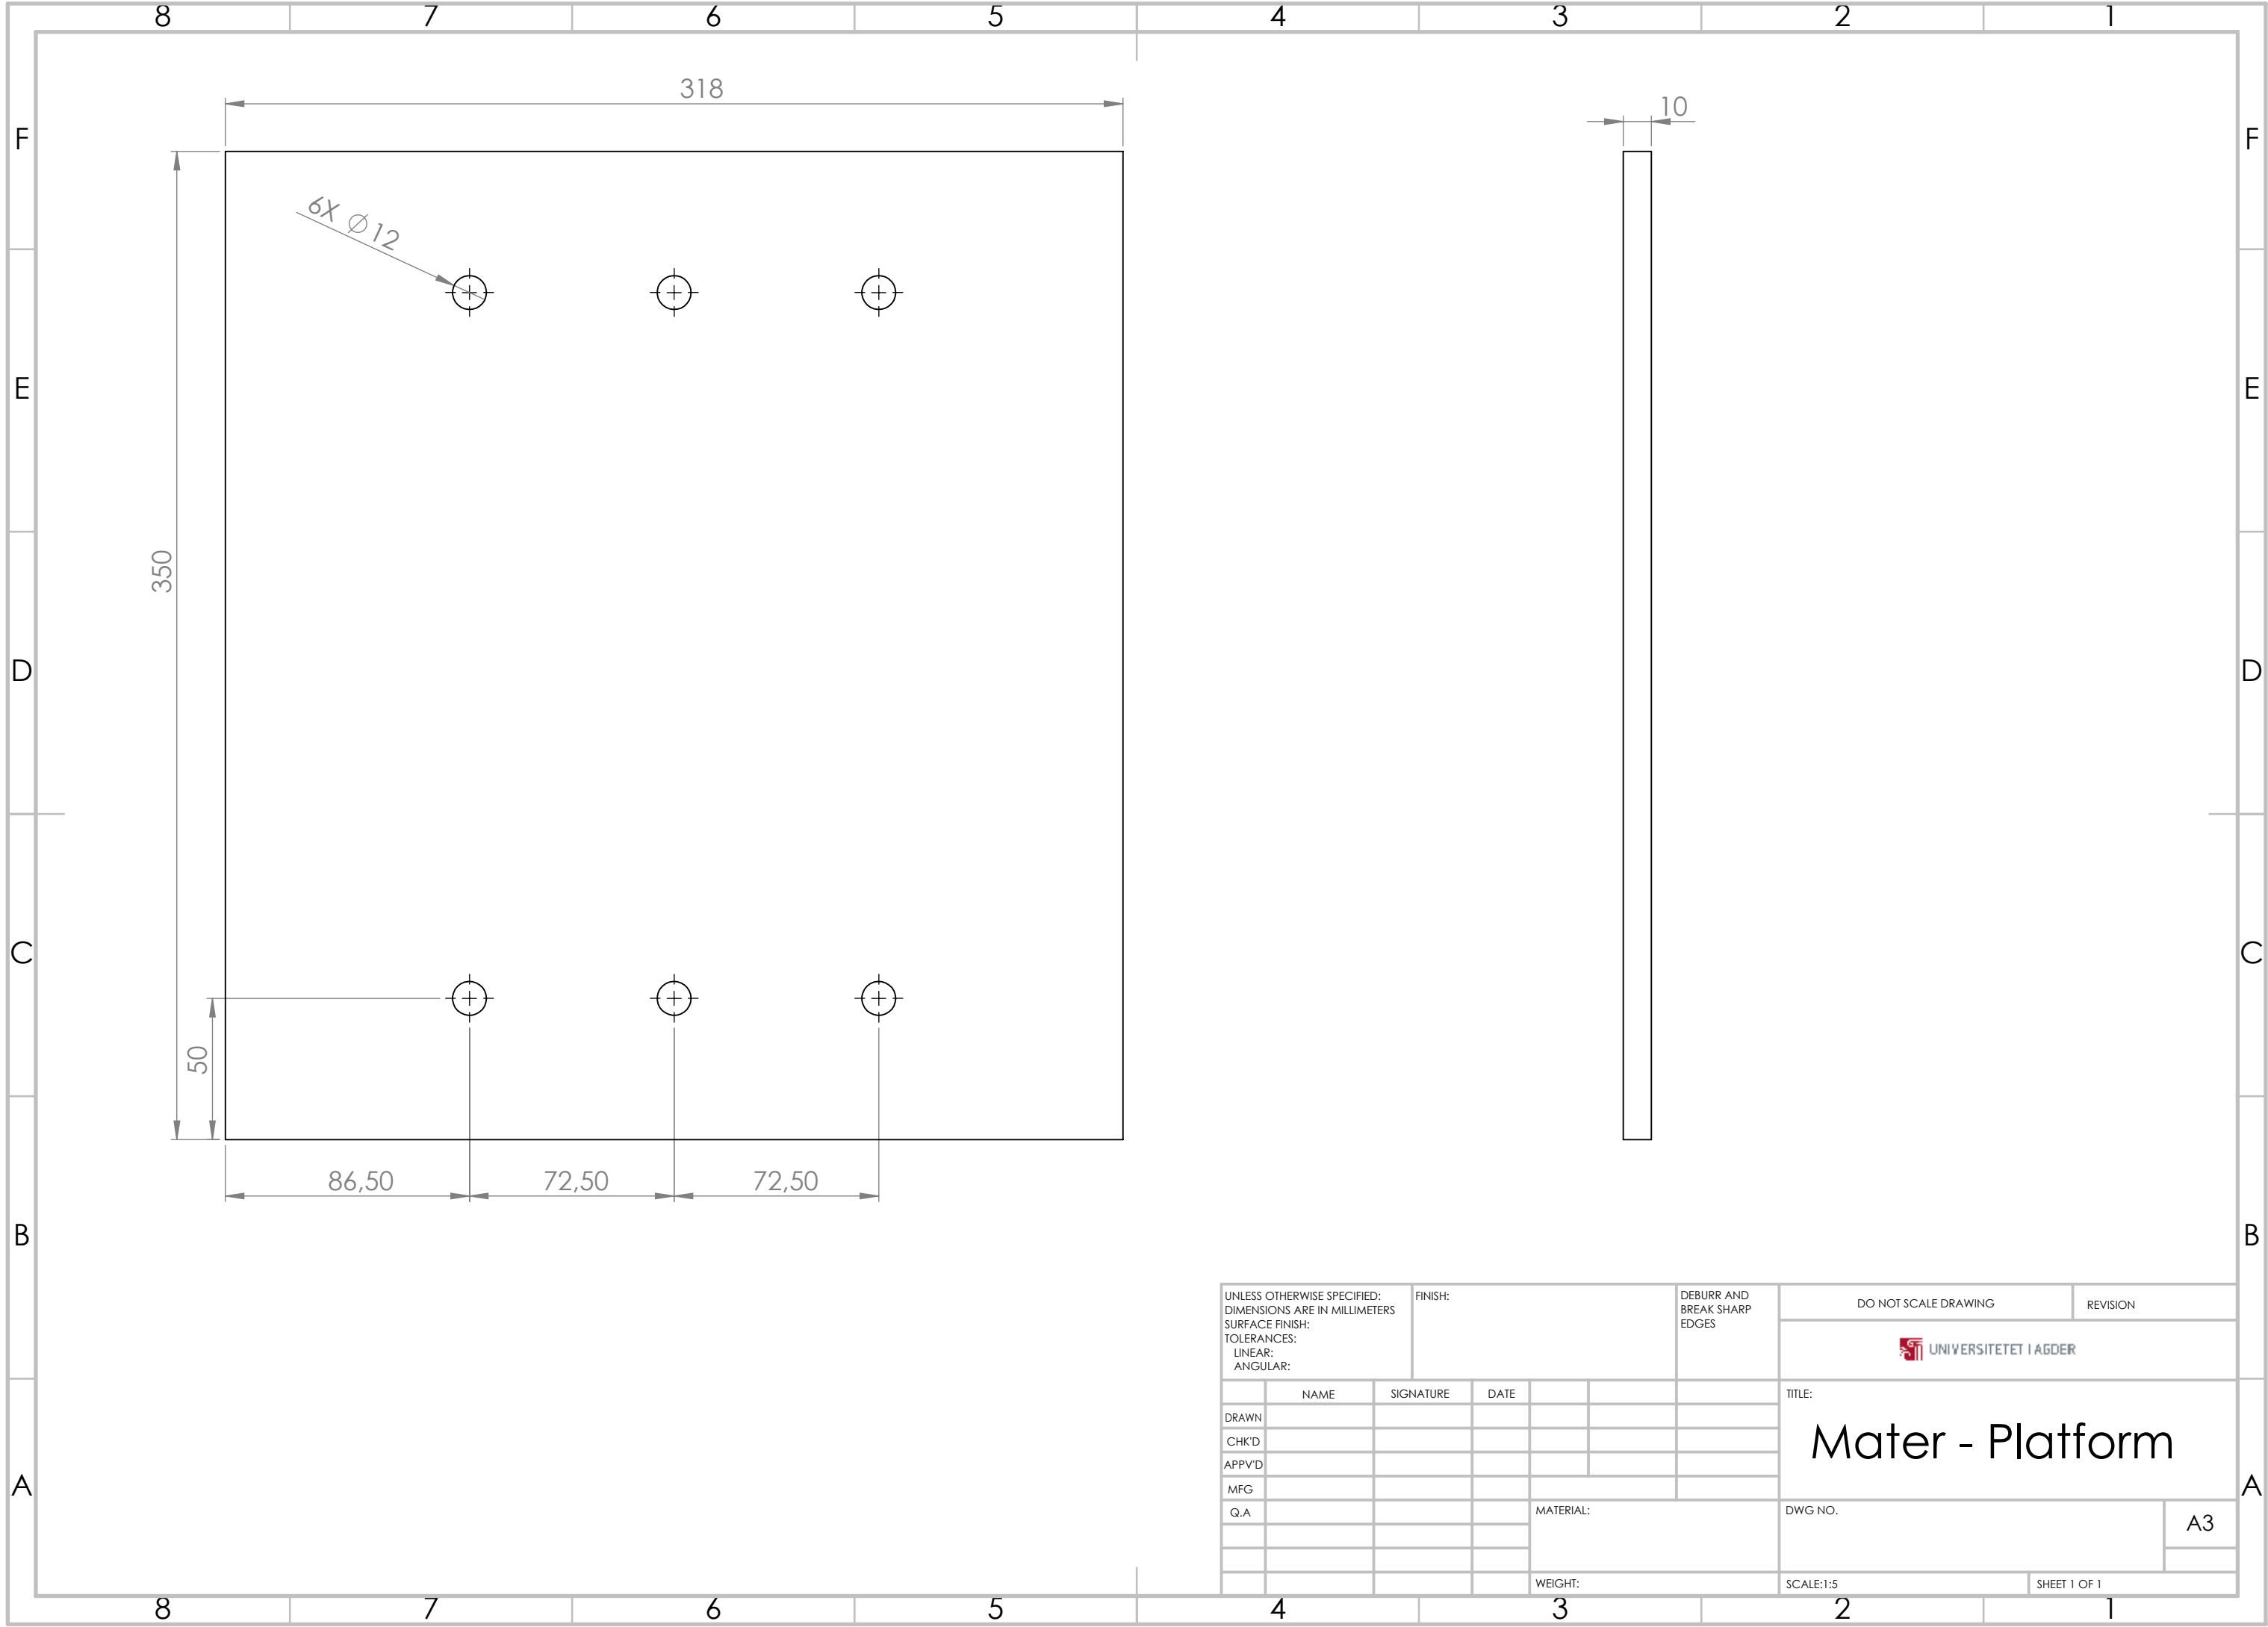 8 7 6 5 4 3 2 1
318
10
F F
6X ∅12
E E
350
D D
C C
50
86,50 72,50 72,50
B B
UNLESS OTHERWISE SPECIFIED:
DIMENSIONS ARE IN MILLIMETERS
SURFACE FINISH:
TOLERANCES:
LINEAR:
ANGULAR:
FINISH:
DEBURR AND
BREAK SHARP
EDGES
DO NOT SCALE DRAWING
REVISION
UNIVERSITETET I AGDER
NAME SIGNATURE DATE
DRAWN
CHK'D
APPV'D
MFG
Q.A
TITLE:
Mater - Platform
A A
MATERIAL:
DWG NO.
A3
WEIGHT:
SCALE:1:5
SHEET 1 OF 1
8 7 6 5 4 3 2 1